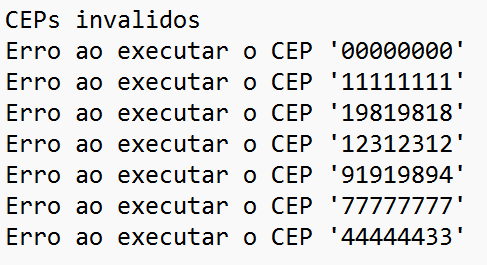 CEPs invalidos
Erro ao executar o CEP '00000000'
Erro ao executar o CEP '11111111'
Erro ao executar o CEP '19819818'
Erro ao executar o CEP '12312312'
Erro ao executar o CEP '91919894'
Erro ao executar o CEP '77777777'
Erro ao executar o CEP '44444433'